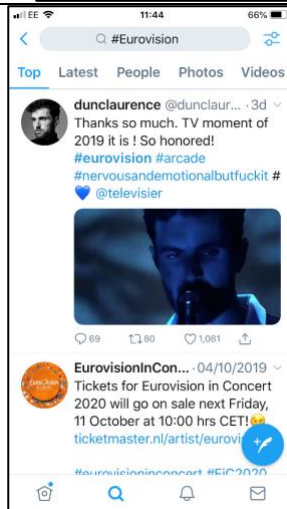 EE 11:44 66%
#Eurovision
Top Latest People Photos Videos
dunclaurence @dunclaur... · 3d
Thanks so much. TV moment of
2019 it is ! So honored!
#eurovision #arcade
#nervousandemotionalbutfuckit #
💙 @televisier
69 80 1,081
EurovisionInCon... · 04/10/2019
Tickets for Eurovision in Concert
2020 will go on sale next Friday,
11 October at 10:00 hrs CET!😉
ticketmaster.nl/artist/eurovi
#eurovisioninconcert #EiC2020